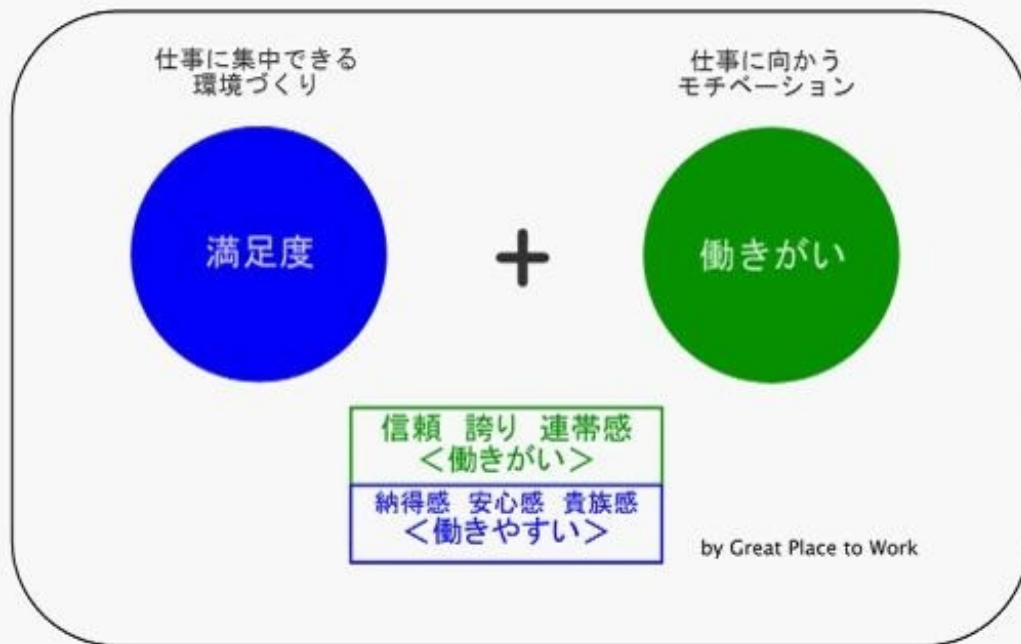 仕事に集中できる
環境づくり
仕事に向かう
モチベーション
満足度
+
働きがい
信頼 誇り 連帯感
＜働きがい＞
納得感 安心感 貴族感
＜働きやすい＞
by Great Place to Work